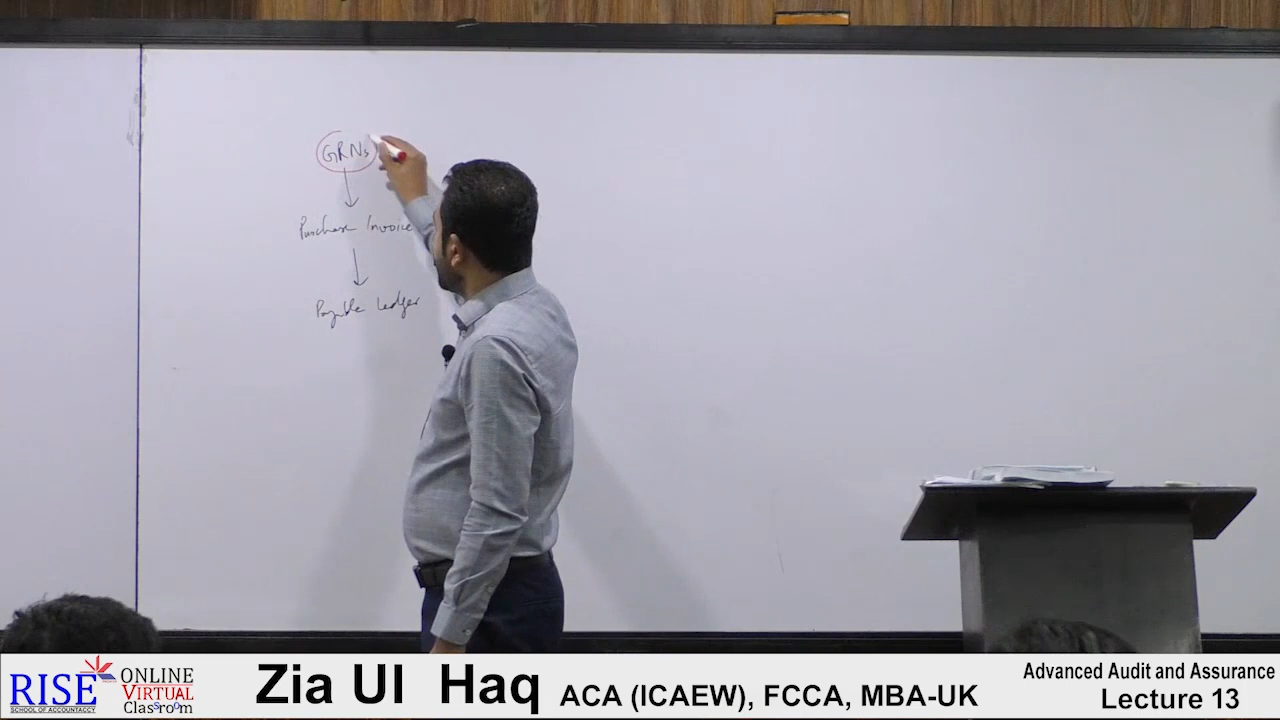 GRNs
Purchase Invoice
Payable Ledger
RISE
SCHOOL OF ACCOUNTACCY
ONLINE
VIRTUAL
Classroom
Zia Ul Haq ACA (ICAEW), FCCA, MBA-UK
Advanced Audit and Assurance
Lecture 13